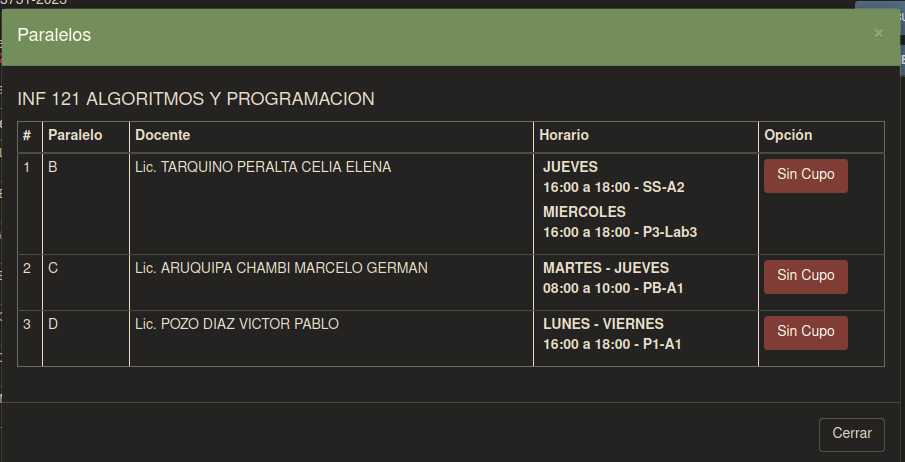 3751-2023
Paralelos ×
INF 121 ALGORITMOS Y PROGRAMACION
# Paralelo Docente Horario Opción
1 B Lic. TARQUINO PERALTA CELIA ELENA JUEVES Sin Cupo
16:00 a 18:00 - SS-A2
MIERCOLES
16:00 a 18:00 - P3-Lab3
2 C Lic. ARUQUIPA CHAMBI MARCELO GERMAN MARTES - JUEVES Sin Cupo
08:00 a 10:00 - PB-A1
3 D Lic. POZO DIAZ VICTOR PABLO LUNES - VIERNES Sin Cupo
16:00 a 18:00 - P1-A1
Cerrar